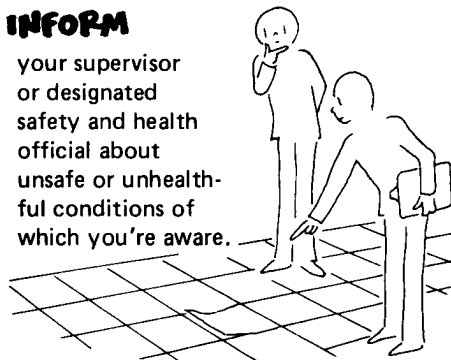 INFORM
your supervisor
or designated
safety and health
official about
unsafe or unhealth-
ful conditions of
which you're aware.